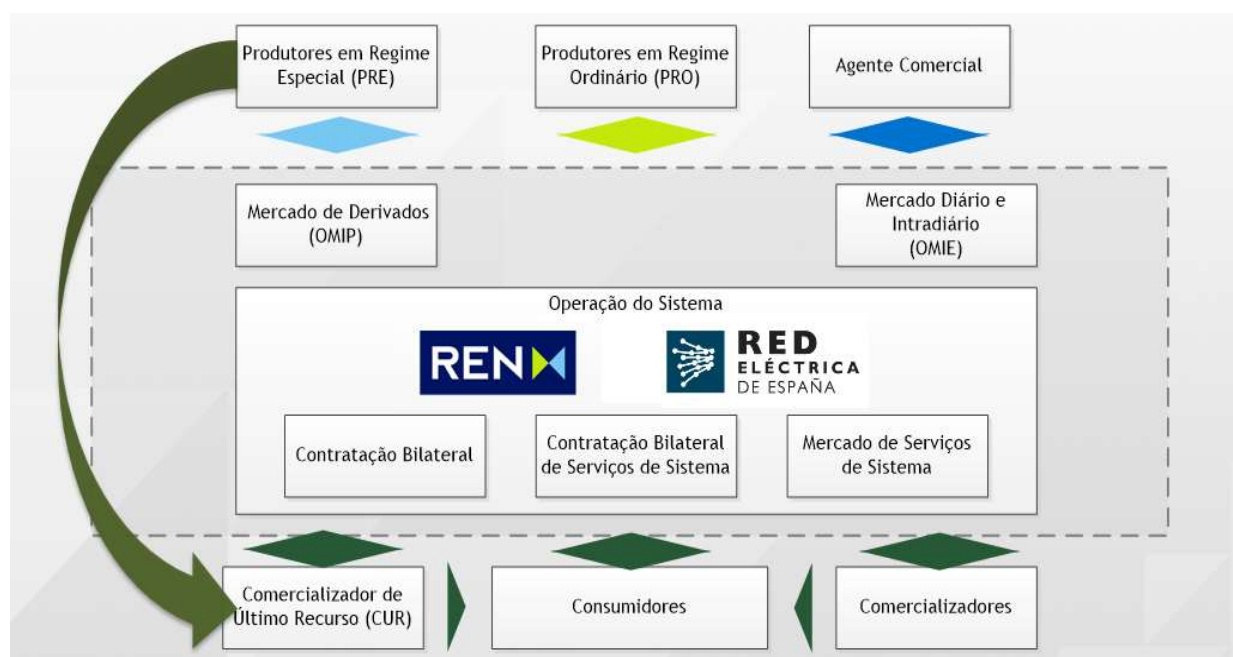 Produtores em Regime
Especial (PRE)
Produtores em Regime
Ordinário (PRO)
Agente Comercial
Mercado de Derivados
(OMIP)
Mercado Diário e
Intradiário
(OMIE)
Operação do Sistema
REN
RED
ELÉCTRICA
DE ESPAÑA
Contratação Bilateral
Contratação Bilateral
de Serviços de Sistema
Mercado de Serviços
de Sistema
Comercializador de
Último Recurso (CUR)
Consumidores
Comercializadores